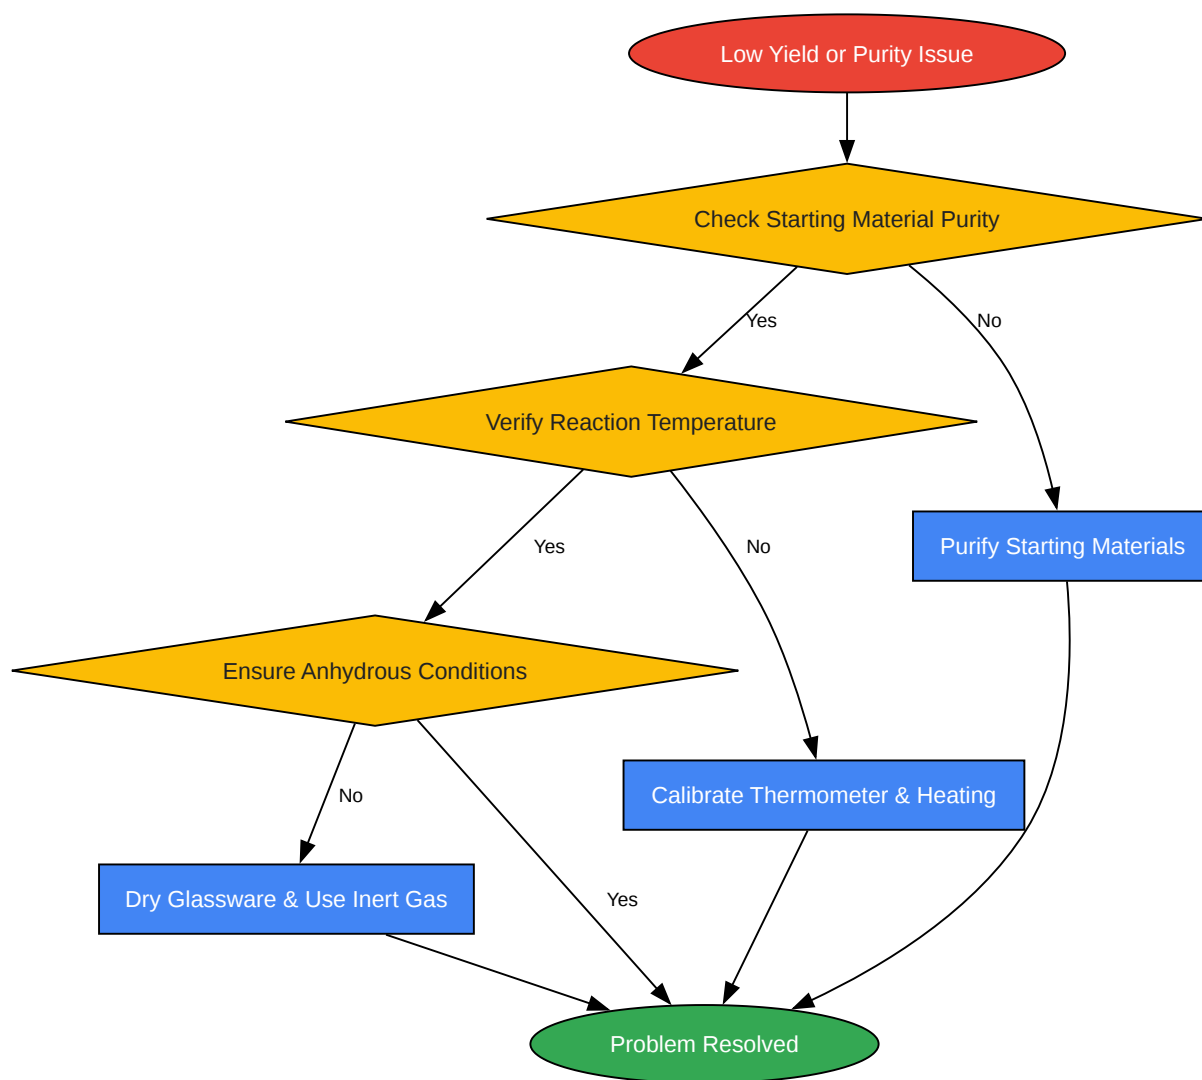 Low Yield or Purity Issue
Check Starting Material Purity
Yes
No
Verify Reaction Temperature
Yes
No
Purify Starting Materials
Ensure Anhydrous Conditions
No
Calibrate Thermometer & Heating
Dry Glassware & Use Inert Gas
Yes
Problem Resolved